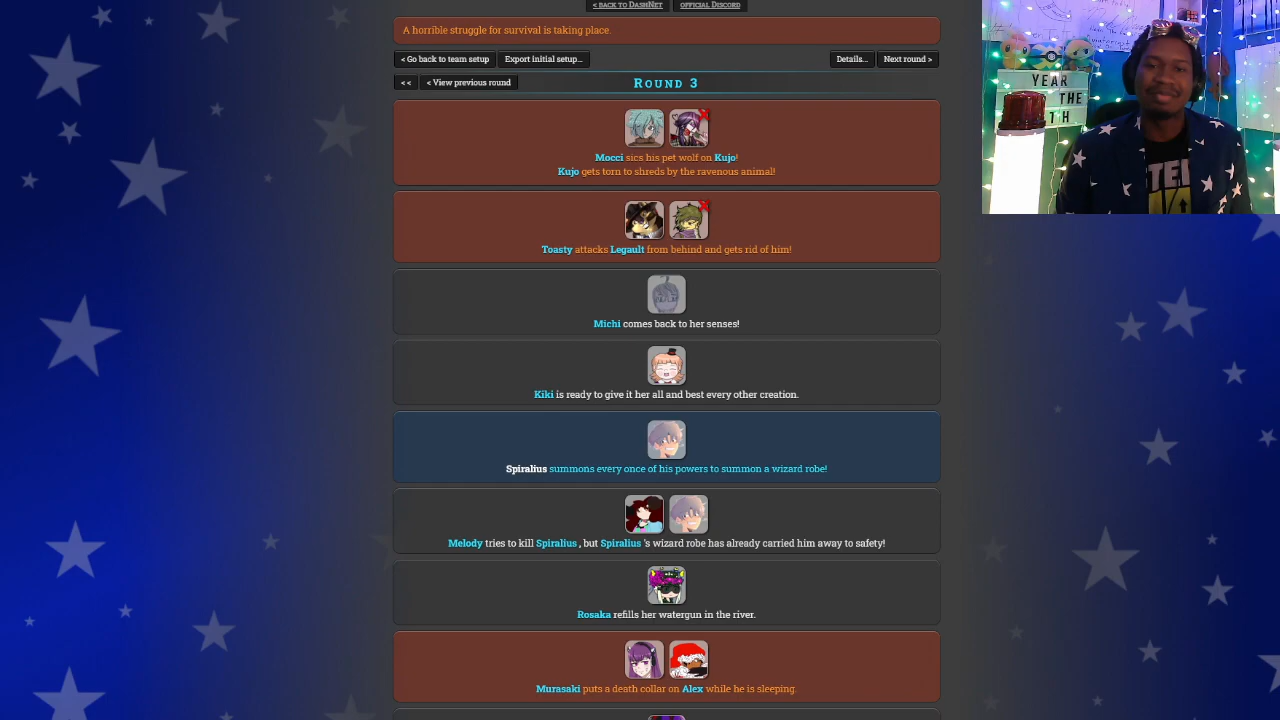 < Back to DashNet
Official Discord
A horrible struggle for survival is taking place.
< Go back to team setup
Export initial setup...
Details...
Next round >
<<
< View previous round
Round 3
Mocci sics his pet wolf on Kujo!
Kujo gets torn to shreds by the ravenous animal!
Toasty attacks Legault from behind and gets rid of him!
Michi comes back to her senses!
Kiki is ready to give it her all and best every other creation.
Spiralius summons every once of his powers to summon a wizard robe!
Melody tries to kill Spiralius , but Spiralius 's wizard robe has already carried him away to safety!
Rosaka refills her watergun in the river.
Murasaki puts a death collar on Alex while he is sleeping.
YEAR
THE
TH